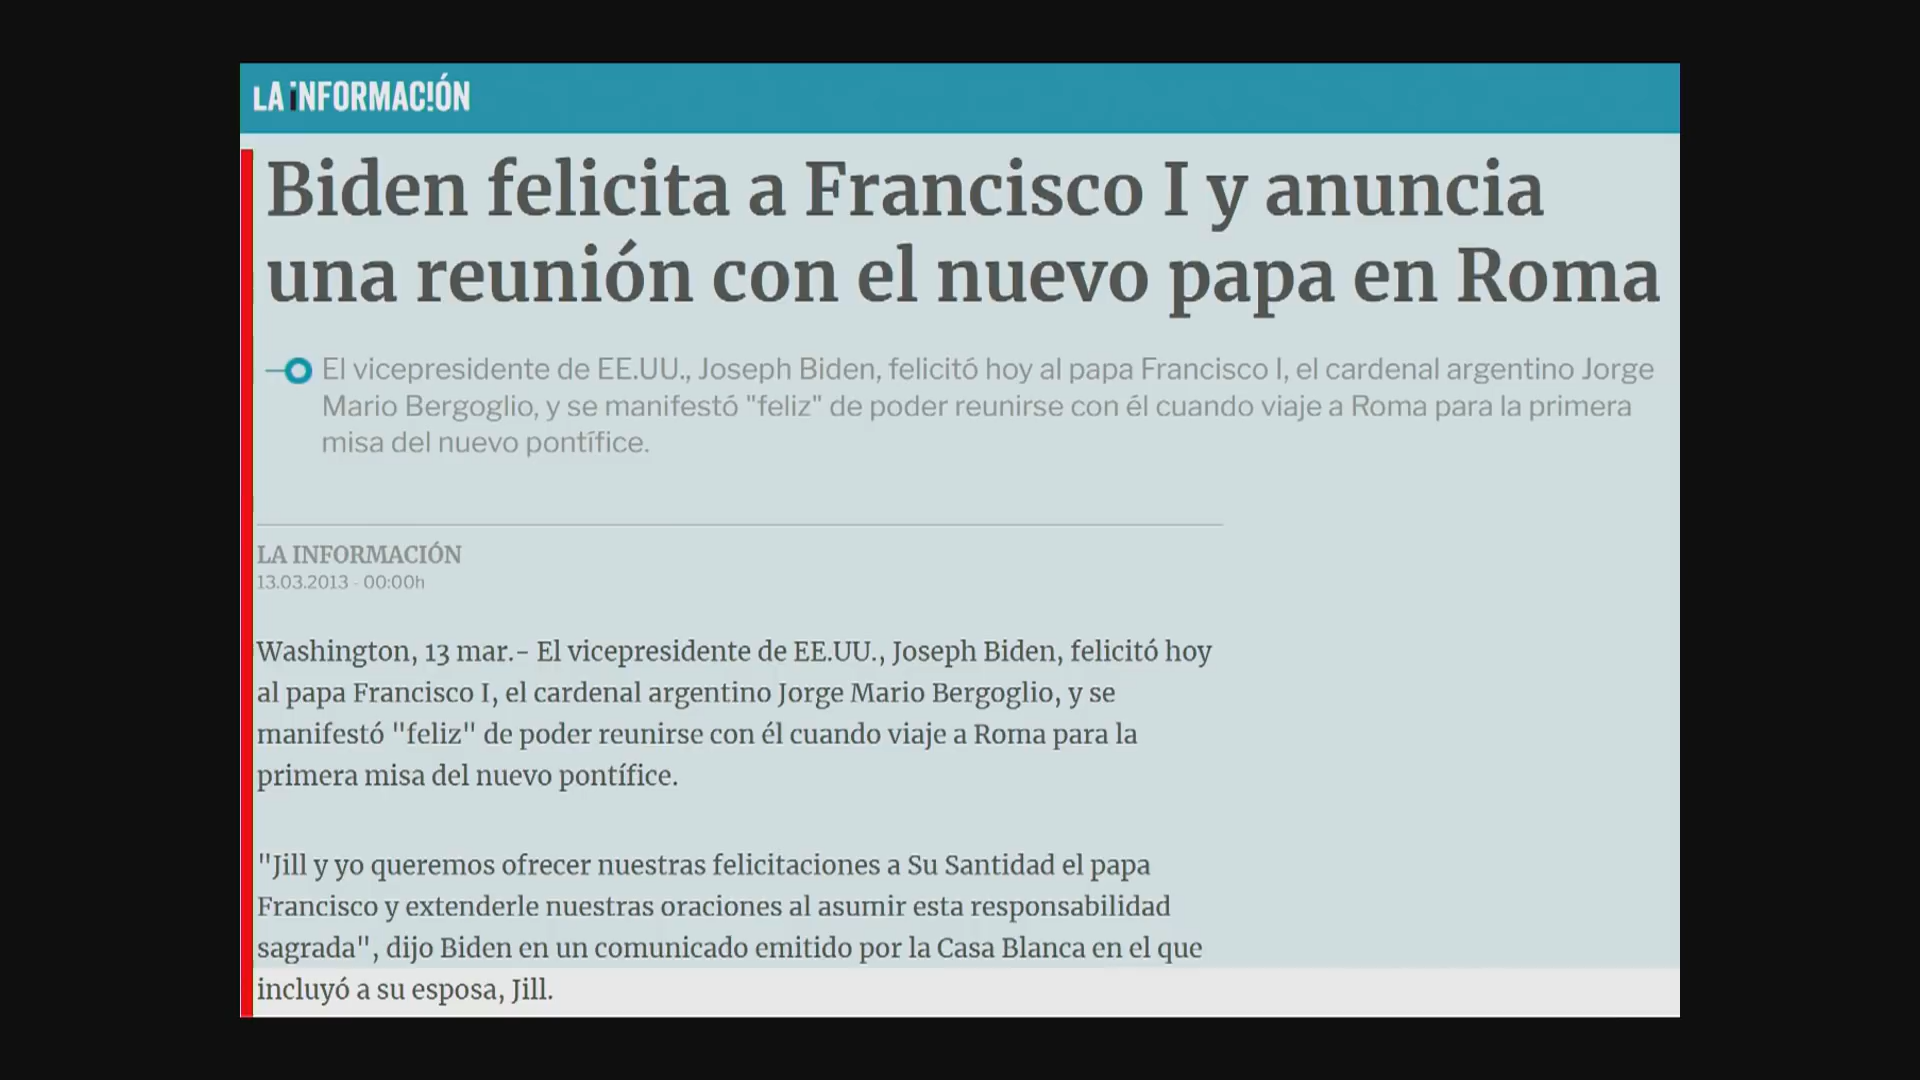 LA iNFORMAC!ÓN
Biden felicita a Francisco I y anuncia
una reunión con el nuevo papa en Roma
El vicepresidente de EE.UU., Joseph Biden, felicitó hoy al papa Francisco I, el cardenal argentino Jorge
Mario Bergoglio, y se manifestó "feliz" de poder reunirse con él cuando viaje a Roma para la primera
misa del nuevo pontífice.
LA INFORMACIÓN
13.03.2013 - 00:00h
Washington, 13 mar.- El vicepresidente de EE.UU., Joseph Biden, felicitó hoy
al papa Francisco I, el cardenal argentino Jorge Mario Bergoglio, y se
manifestó "feliz" de poder reunirse con él cuando viaje a Roma para la
primera misa del nuevo pontífice.
"Jill y yo queremos ofrecer nuestras felicitaciones a Su Santidad el papa
Francisco y extenderle nuestras oraciones al asumir esta responsabilidad
sagrada", dijo Biden en un comunicado emitido por la Casa Blanca en el que
incluyó a su esposa, Jill.